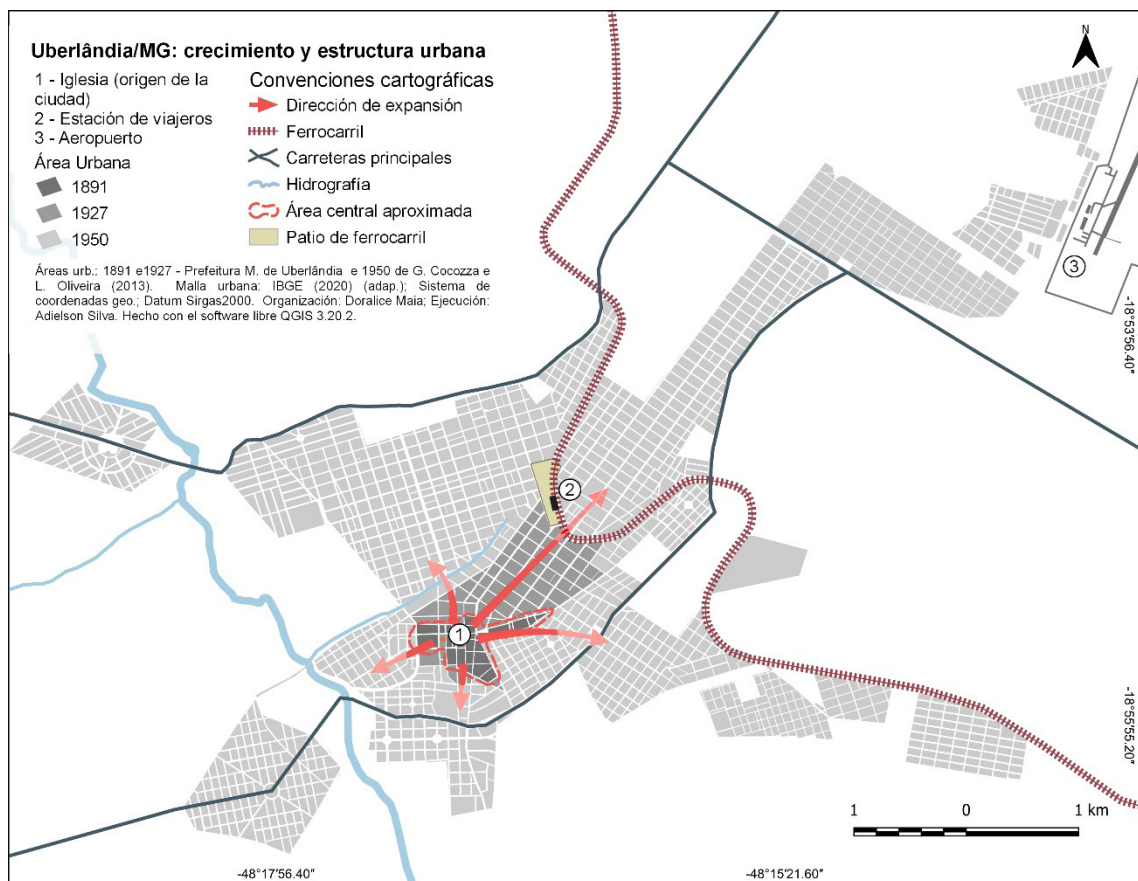 Uberlândia/MG: crecimiento y estructura urbana
1 - Iglesia (origen de la
ciudad)
2 - Estación de viajeros
3 - Aeropuerto
Área Urbana
1891
1927
1950
Convenciones cartográficas
Dirección de expansión
Ferrocarril
Carreteras principales
Hidrografía
Área central aproximada
Patio de ferrocarril
Áreas urb.: 1891 e1927 - Prefeitura M. de Uberlândia e 1950 de G. Cocozza e
L. Oliveira (2013). Malla urbana: IBGE (2020) (adap.); Sistema de
coordenadas geo.; Datum Sirgas2000. Organización: Doralice Maia; Ejecución:
Adielson Silva. Hecho con el software libre QGIS 3.20.2.
N
3
2
1
-18°53'56.40"
-18°55'55.20"
1 0 1 km
-48°17'56.40" -48°15'21.60"